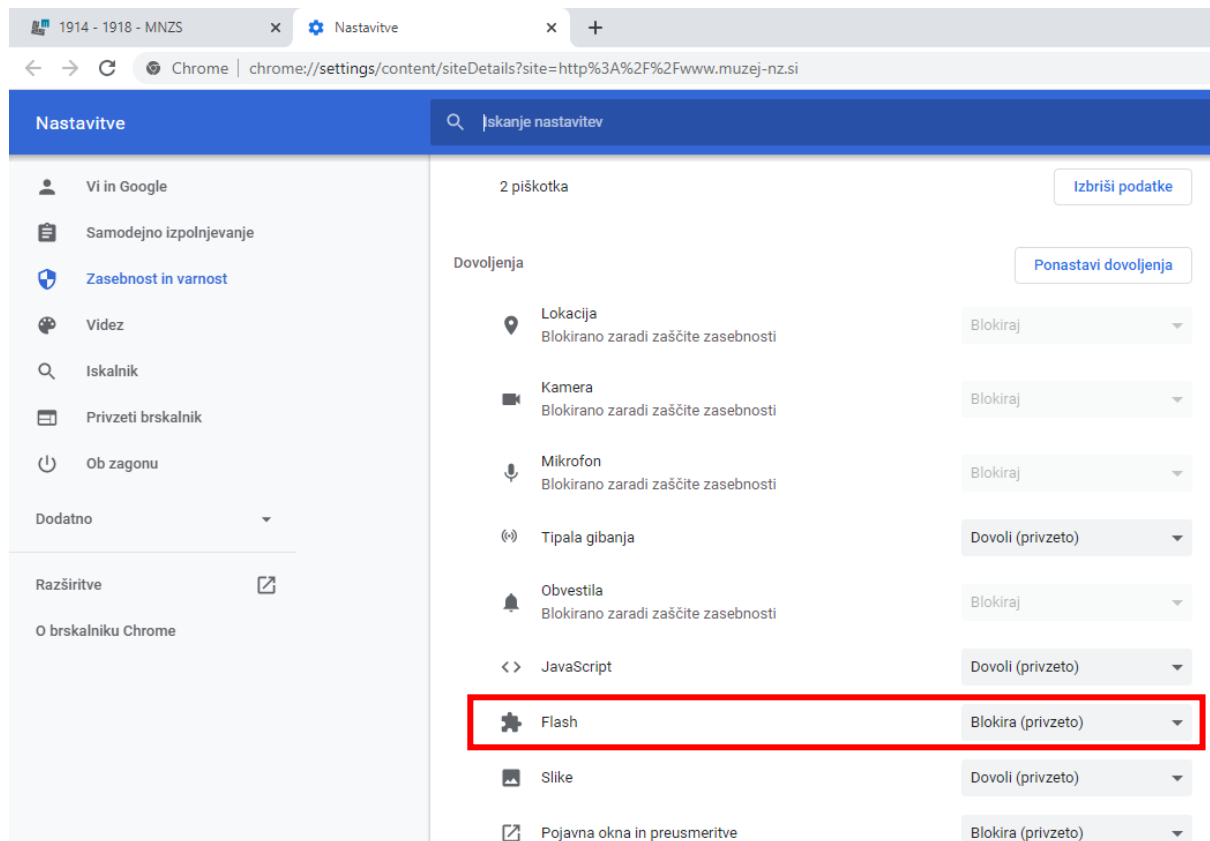 1914 - 1918 - MNZS
Nastavitve
Chrome | chrome://settings/content/siteDetails?site=http%3A%2F%2Fwww.muzej-nz.si
Nastavitve
Iskanje nastavitev
Vi in Google
Samodejno izpolnjevanje
Zasebnost in varnost
Videz
Iskalnik
Privzeti brskalnik
Ob zagonu
Dodatno
Razširitve
O brskalniku Chrome
2 piškotka
Izbriši podatke
Dovoljenja
Ponastavi dovoljenja
Lokacija
Blokirano zaradi zaščite zasebnosti
Blokiraj
Kamera
Blokirano zaradi zaščite zasebnosti
Blokiraj
Mikrofon
Blokirano zaradi zaščite zasebnosti
Blokiraj
Tipala gibanja
Dovoli (privzeto)
Obvestila
Blokirano zaradi zaščite zasebnosti
Blokiraj
JavaScript
Dovoli (privzeto)
Flash
Blokira (privzeto)
Slike
Dovoli (privzeto)
Pojavna okna in preusmeritve
Blokira (privzeto)